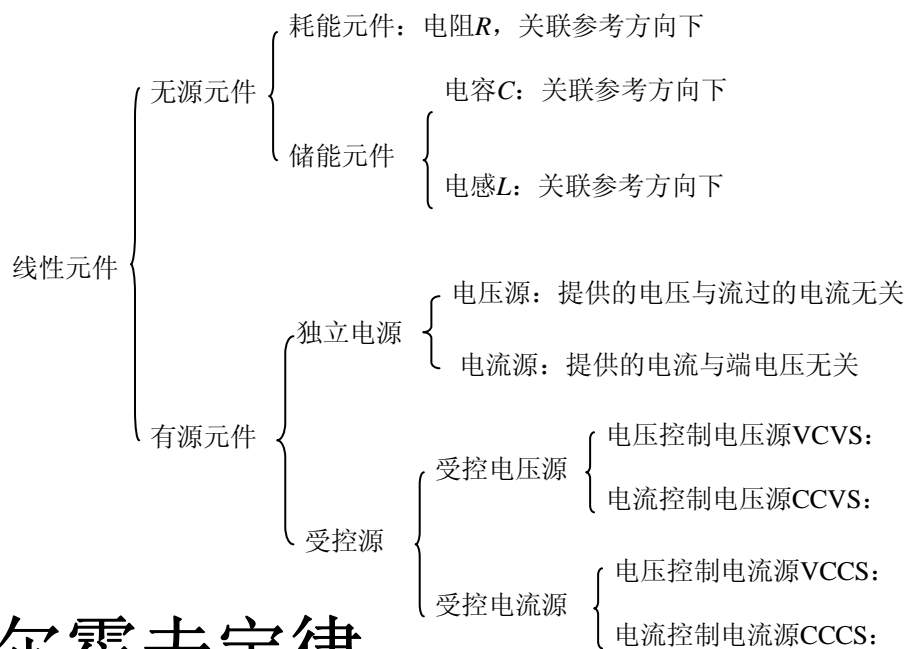 耗能元件：电阻R，关联参考方向下
无源元件
电容C：关联参考方向下
储能元件
电感L：关联参考方向下
线性元件
电压源：提供的电压与流过的电流无关
独立电源
电流源：提供的电流与端电压无关
有源元件
电压控制电压源VCVS：
受控电压源
电流控制电压源CCVS：
受控源
电压控制电流源VCCS：
受控电流源
电流控制电流源CCCS：
尔霍夫定律